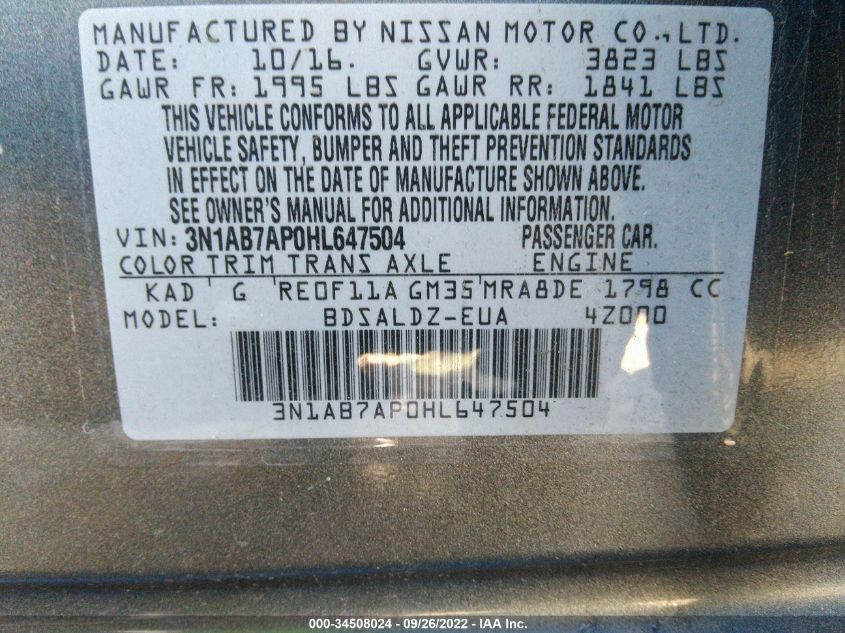 MANUFACTURED BY NISSAN MOTOR CO.,LTD.
DATE: 10/16. GVWR: 3823 LBS
GAWR FR: 1995 LBS GAWR RR: 1841 LBS
THIS VEHICLE CONFORMS TO ALL APPLICABLE FEDERAL MOTOR
VEHICLE SAFETY, BUMPER AND THEFT PREVENTION STANDARDS
IN EFFECT ON THE DATE OF MANUFACTURE SHOWN ABOVE.
SEE OWNER'S MANUAL FOR ADDITIONAL INFORMATION.
VIN: 3N1AB7AP0HL647504 PASSENGER CAR.
COLOR TRIM TRANS AXLE ENGINE
KAD G RE0F11A GM35 MRA8DE 1798 CC
MODEL: BDSALDZ-EUA 4Z000
3N1AB7AP0HL647504
000-34508024 - 09/26/2022 - IAA Inc.